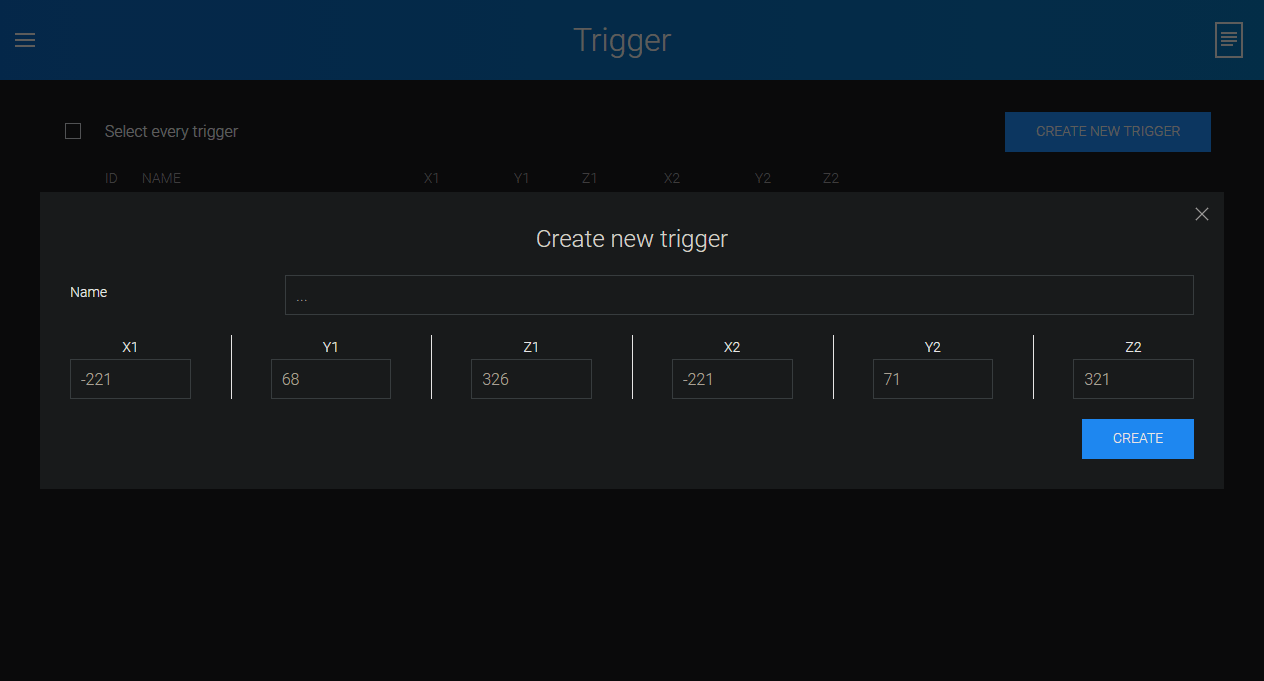 Trigger
Select every trigger
CREATE NEW TRIGGER
ID NAME X1 Y1 Z1 X2 Y2 Z2
Create new trigger
Name
...
X1 Y1 Z1 X2 Y2 Z2
-221 68 326 -221 71 321
CREATE